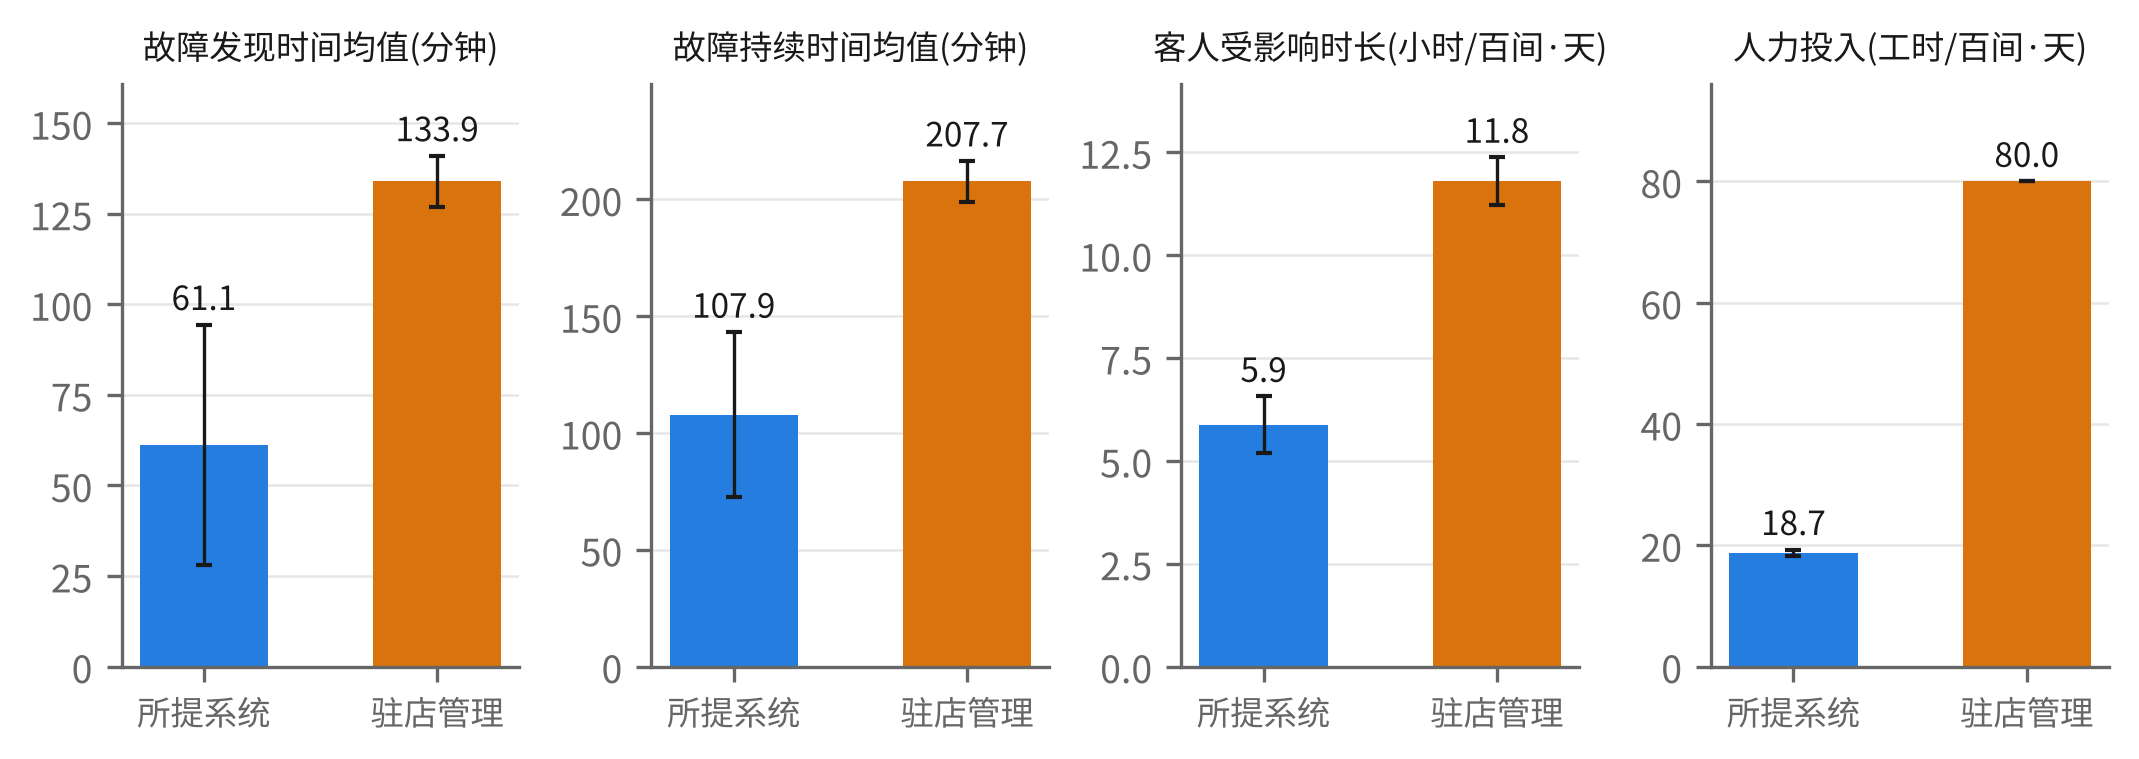 故障发现时间均值(分钟)
150
125
100
75
50
25
0
133.9
61.1
所提系统
驻店管理
故障持续时间均值(分钟)
200
150
100
50
0
207.7
107.9
所提系统
驻店管理
客人受影响时长(小时/百间·天)
12.5
10.0
7.5
5.0
2.5
0.0
11.8
5.9
所提系统
驻店管理
人力投入(工时/百间·天)
80
60
40
20
0
80.0
18.7
所提系统
驻店管理